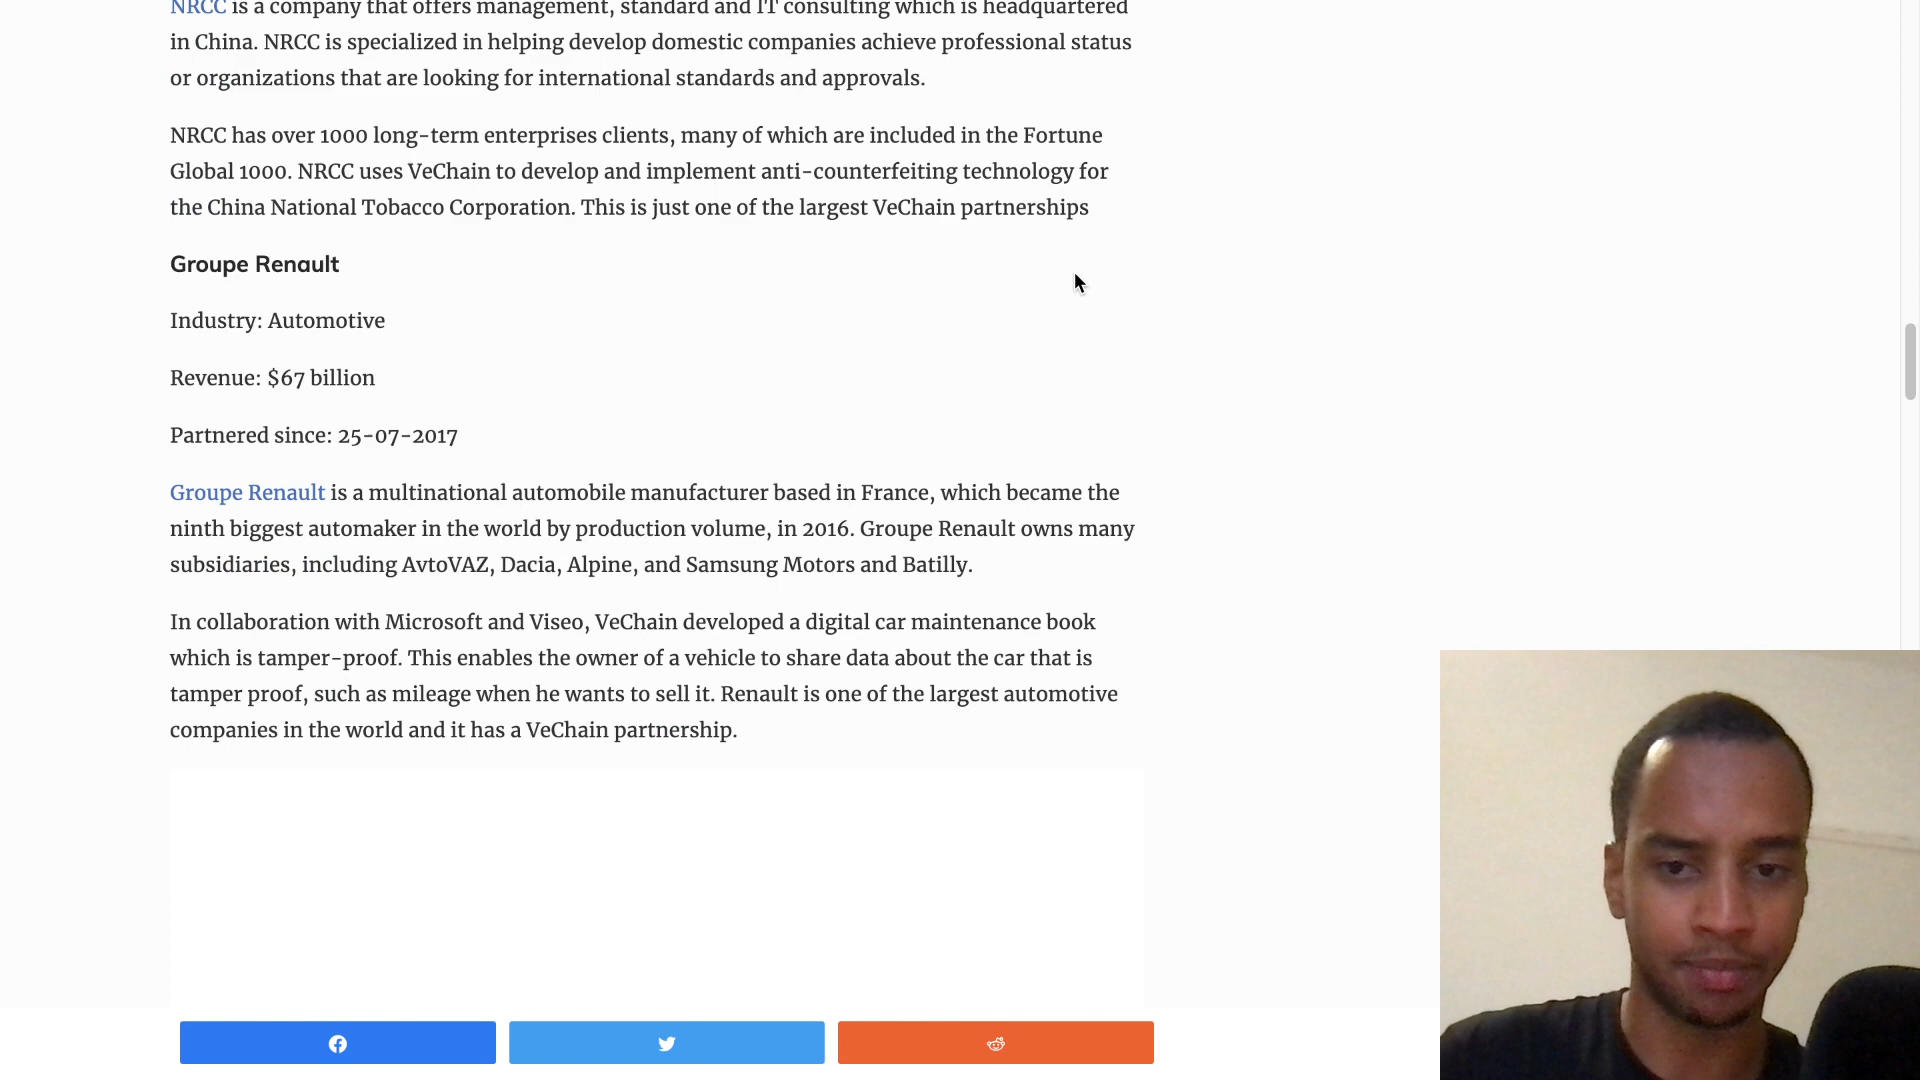 NRCC is a company that offers management, standard and IT consulting which is headquartered
in China. NRCC is specialized in helping develop domestic companies achieve professional status
or organizations that are looking for international standards and approvals.
NRCC has over 1000 long-term enterprises clients, many of which are included in the Fortune
Global 1000. NRCC uses VeChain to develop and implement anti-counterfeiting technology for
the China National Tobacco Corporation. This is just one of the largest VeChain partnerships
Groupe Renault
Industry: Automotive
Revenue: $67 billion
Partnered since: 25-07-2017
Groupe Renault is a multinational automobile manufacturer based in France, which became the
ninth biggest automaker in the world by production volume, in 2016. Groupe Renault owns many
subsidiaries, including AvtoVAZ, Dacia, Alpine, and Samsung Motors and Batilly.
In collaboration with Microsoft and Viseo, VeChain developed a digital car maintenance book
which is tamper-proof. This enables the owner of a vehicle to share data about the car that is
tamper proof, such as mileage when he wants to sell it. Renault is one of the largest automotive
companies in the world and it has a VeChain partnership.